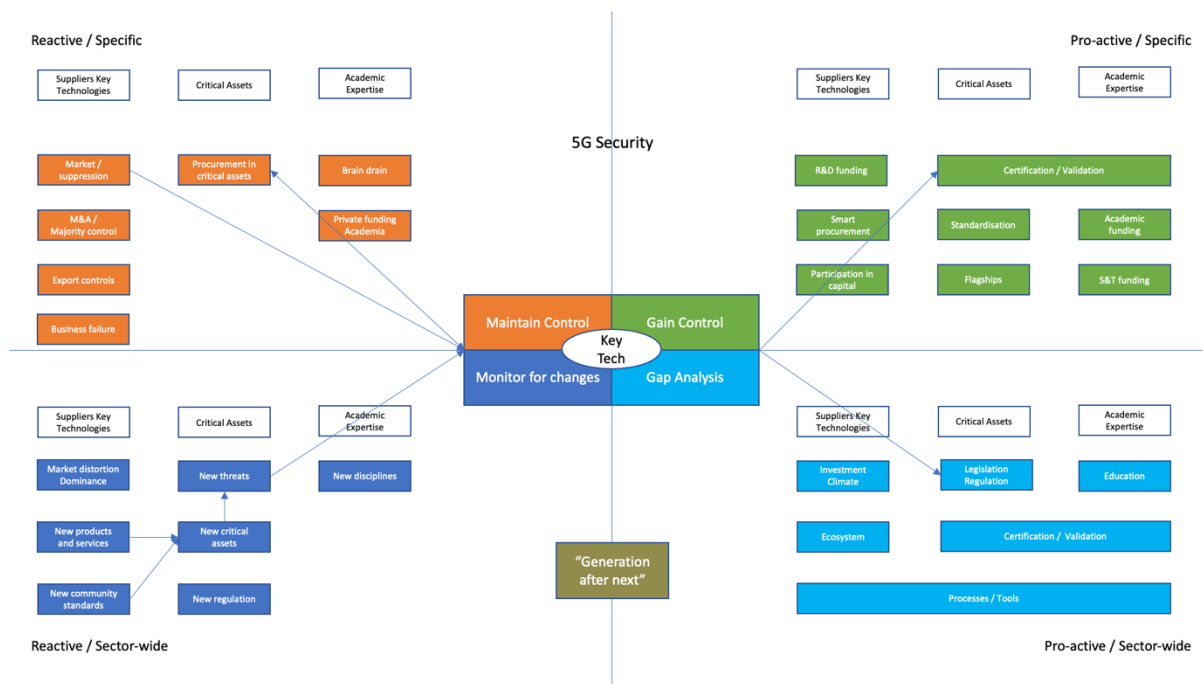 Reactive / Specific
Pro-active / Specific
Suppliers Key
Technologies
Critical Assets
Academic
Expertise
Suppliers Key
Technologies
Critical Assets
Academic
Expertise
5G Security
Market /
suppression
Procurement in
critical assets
Brain drain
R&D funding
Certification / Validation
M&A /
Majority control
Private funding
Academia
Smart
procurement
Standardisation
Academic
funding
Export controls
Participation in
capital
Flagships
S&T funding
Business failure
Maintain Control
Gain Control
Key
Tech
Monitor for changes
Gap Analysis
Suppliers Key
Technologies
Critical Assets
Academic
Expertise
Suppliers Key
Technologies
Critical Assets
Academic
Expertise
Market distortion
Dominance
New threats
New disciplines
Investment
Climate
Legislation
Regulation
Education
New products
and services
New critical
assets
Ecosystem
Certification / Validation
"Generation
after next"
New community
standards
New regulation
Processes / Tools
Reactive / Sector-wide
Pro-active / Sector-wide